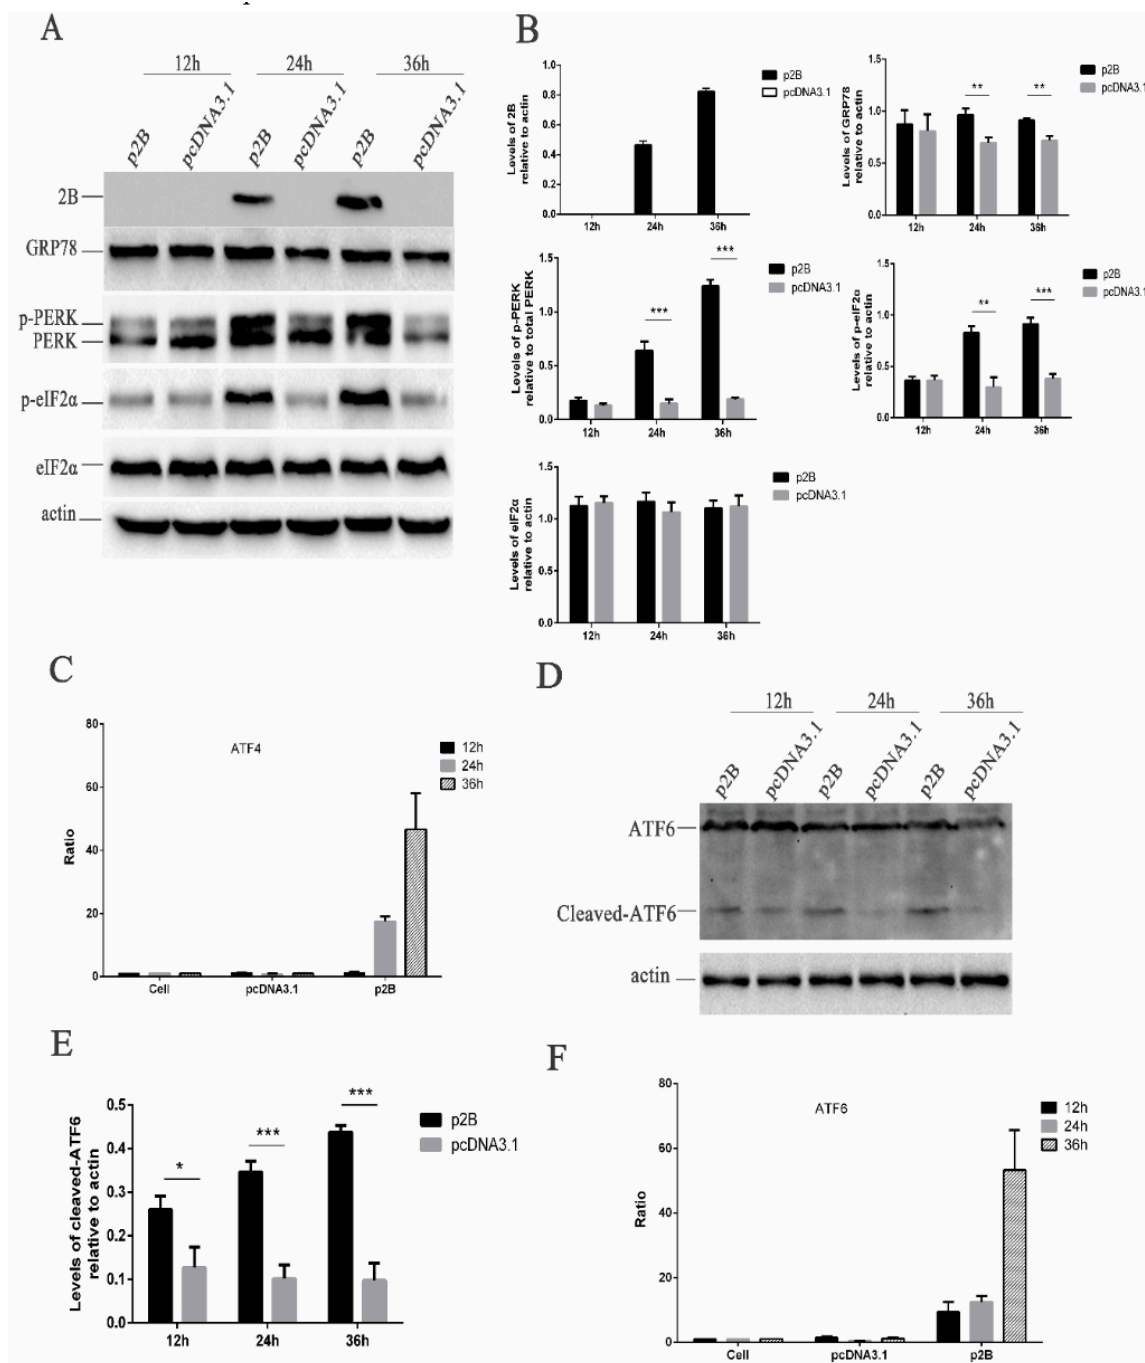 A
12h 24h 36h
p2B pcDNA3.1 p2B pcDNA3.1 p2B pcDNA3.1
2B
GRP78
p-PERK
PERK
p-eIF2α
eIF2α
actin
B
Levels of 2B
relative to actin
1.0
0.8
0.6
0.4
0.2
0.0
12h 24h 36h
p2B
pcDNA3.1
Levels of GRP78
relative to actin
1.5
1.0
0.5
0.0
** **
12h 24h 36h
p2B
pcDNA3.1
Levels of p-PERK
relative to total PERK
1.5
1.0
0.5
0.0
*** ***
12h 24h 36h
p2B
pcDNA3.1
Levels of p-eIF2α
relative to actin
1.5
1.0
0.5
0.0
** ***
12h 24h 36h
p2B
pcDNA3.1
Levels of eIF2α
relative to actin
1.5
1.0
0.5
0.0
12h 24h 36h
p2B
pcDNA3.1
C
ATF4
Ratio
80
60
40
20
0
Cell pcDNA3.1 p2B
12h
24h
36h
D
12h 24h 36h
p2B pcDNA3.1 p2B pcDNA3.1 p2B pcDNA3.1
ATF6
Cleaved-ATF6
actin
E
Levels of cleaved-ATF6
relative to actin
0.5
0.4
0.3
0.2
0.1
0.0
* *** ***
12h 24h 36h
p2B
pcDNA3.1
F
ATF6
Ratio
80
60
40
20
0
Cell pcDNA3.1 p2B
12h
24h
36h